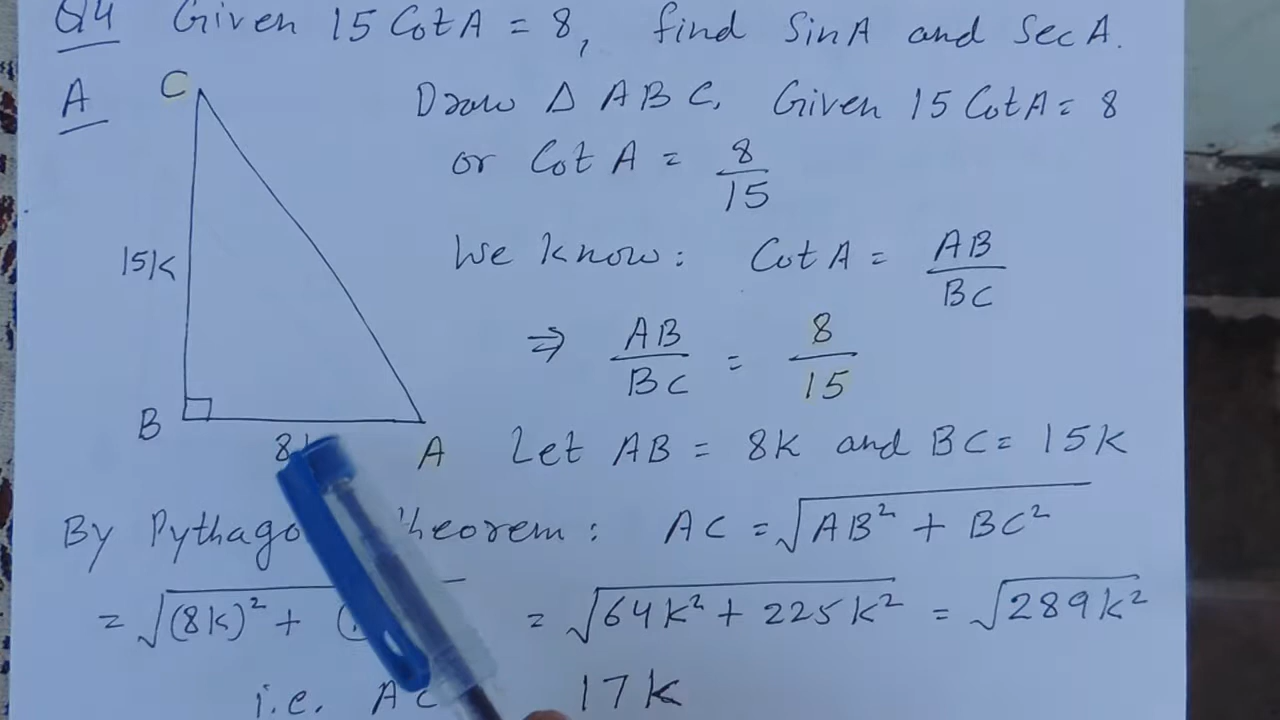 Q4 Given 15 Cot A = 8, find Sin A and Sec A.
A
C
Draw Δ ABC. Given 15 Cot A = 8
or Cot A = 8/15
15k
We know: Cot A = AB/BC
⇒ AB/BC = 8/15
B
8k
A
Let AB = 8k and BC = 15k
By Theorem: AC = √(AB² + BC²)
= √((8k)² + ( = √(64k² + 225k²) = √(289k²)
i.e. AC 17k